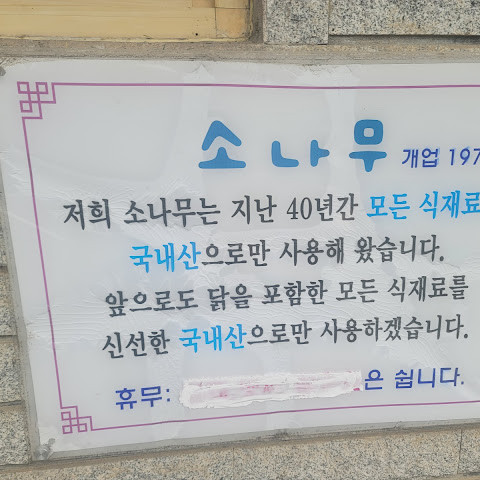 소나무 개업 197
저희 소나무는 지난 40년간 모든 식재료
국내산으로만 사용해 왔습니다.
앞으로도 닭을 포함한 모든 식재료를
신선한 국내산으로만 사용하겠습니다.
휴무: 은 쉽니다.